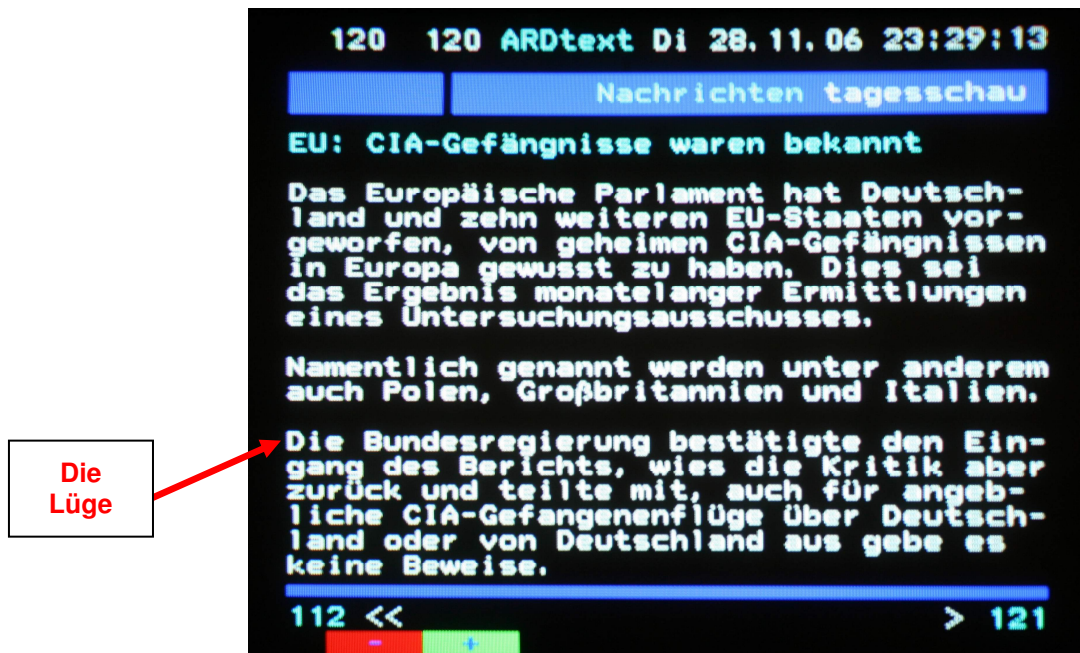 120 120 ARDtext Di 28.11.06 23:29:13
Nachrichten tagesschau
EU: CIA-Gefängnisse waren bekannt
Das Europäische Parlament hat Deutsch-
land und zehn weiteren EU-Staaten vor-
geworfen, von geheimen CIA-Gefängnissen
in Europa gewusst zu haben. Dies sei
das Ergebnis monatelanger Ermittlungen
eines Untersuchungsausschusses.
Namentlich genannt werden unter anderem
auch Polen, Großbritannien und Italien.
Die
Lüge
Die Bundesregierung bestätigte den Ein-
gang des Berichts, wies die Kritik aber
zurück und teilte mit, auch für angeb-
liche CIA-Gefangenenflüge über Deutsch-
land oder von Deutschland aus gebe es
keine Beweise.
112 << > 121
- +